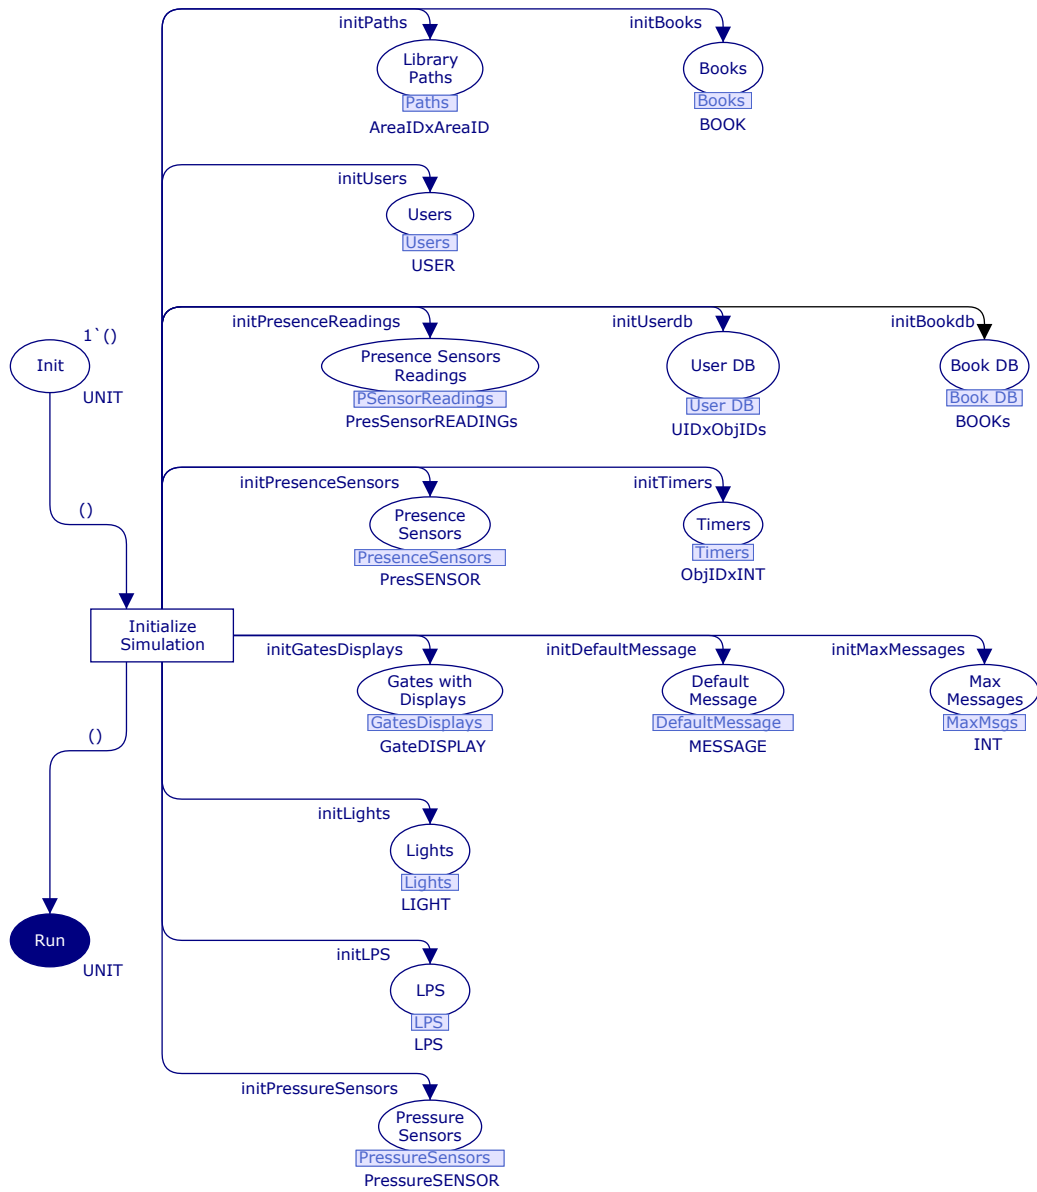 initPaths
initBooks
Library
Paths
Books
Paths
Books
AreaIDxAreaID
BOOK
initUsers
Users
Users
USER
1`()
Init
UNIT
initPresenceReadings
initUserdb
initBookdb
Presence Sensors
Readings
User DB
Book DB
PSensorReadings
User DB
Book DB
PresSensorREADINGs
UIDxObjIDs
BOOKs
()
initPresenceSensors
initTimers
Presence
Sensors
Timers
PresenceSensors
Timers
PresSENSOR
ObjIDxINT
Initialize
Simulation
initGatesDisplays
initDefaultMessage
initMaxMessages
Gates with
Displays
Default
Message
Max
Messages
GatesDisplays
DefaultMessage
MaxMsgs
GateDISPLAY
MESSAGE
INT
()
initLights
Lights
Lights
LIGHT
Run
UNIT
initLPS
LPS
LPS
LPS
initPressureSensors
Pressure
Sensors
PressureSensors
PressureSENSOR